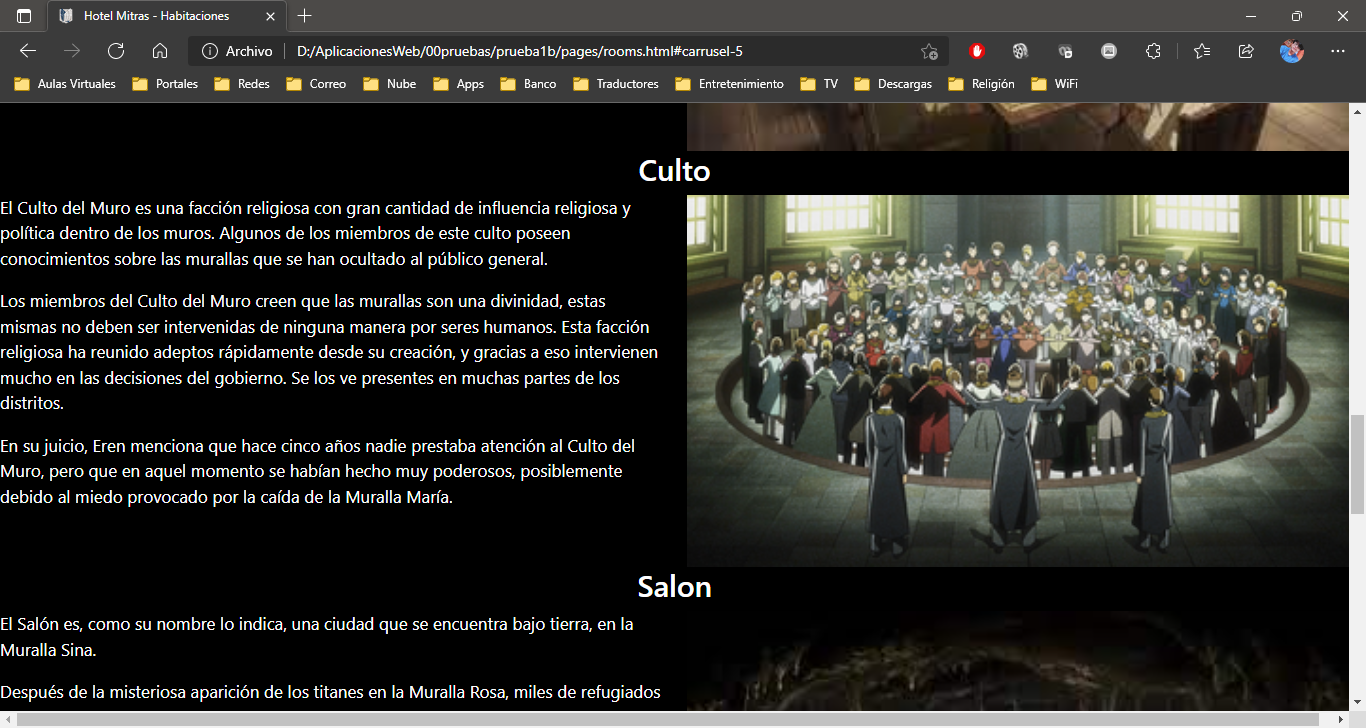 Hotel Mitras - Habitaciones
Archivo
D:/AplicacionesWeb/00pruebas/prueba1b/pages/rooms.html#carrusel-5
Aulas Virtuales Portales Redes Correo Nube Apps Banco Traductores Entretenimiento TV Descargas Religión WiFi
Culto
El Culto del Muro es una facción religiosa con gran cantidad de influencia religiosa y
política dentro de los muros. Algunos de los miembros de este culto poseen
conocimientos sobre las murallas que se han ocultado al público general.
Los miembros del Culto del Muro creen que las murallas son una divinidad, estas
mismas no deben ser intervenidas de ninguna manera por seres humanos. Esta facción
religiosa ha reunido adeptos rápidamente desde su creación, y gracias a eso intervienen
mucho en las decisiones del gobierno. Se los ve presentes en muchas partes de los
distritos.
En su juicio, Eren menciona que hace cinco años nadie prestaba atención al Culto del
Muro, pero que en aquel momento se habían hecho muy poderosos, posiblemente
debido al miedo provocado por la caída de la Muralla María.
Salon
El Salón es, como su nombre lo indica, una ciudad que se encuentra bajo tierra, en la
Muralla Sina.
Después de la misteriosa aparición de los titanes en la Muralla Rosa, miles de refugiados